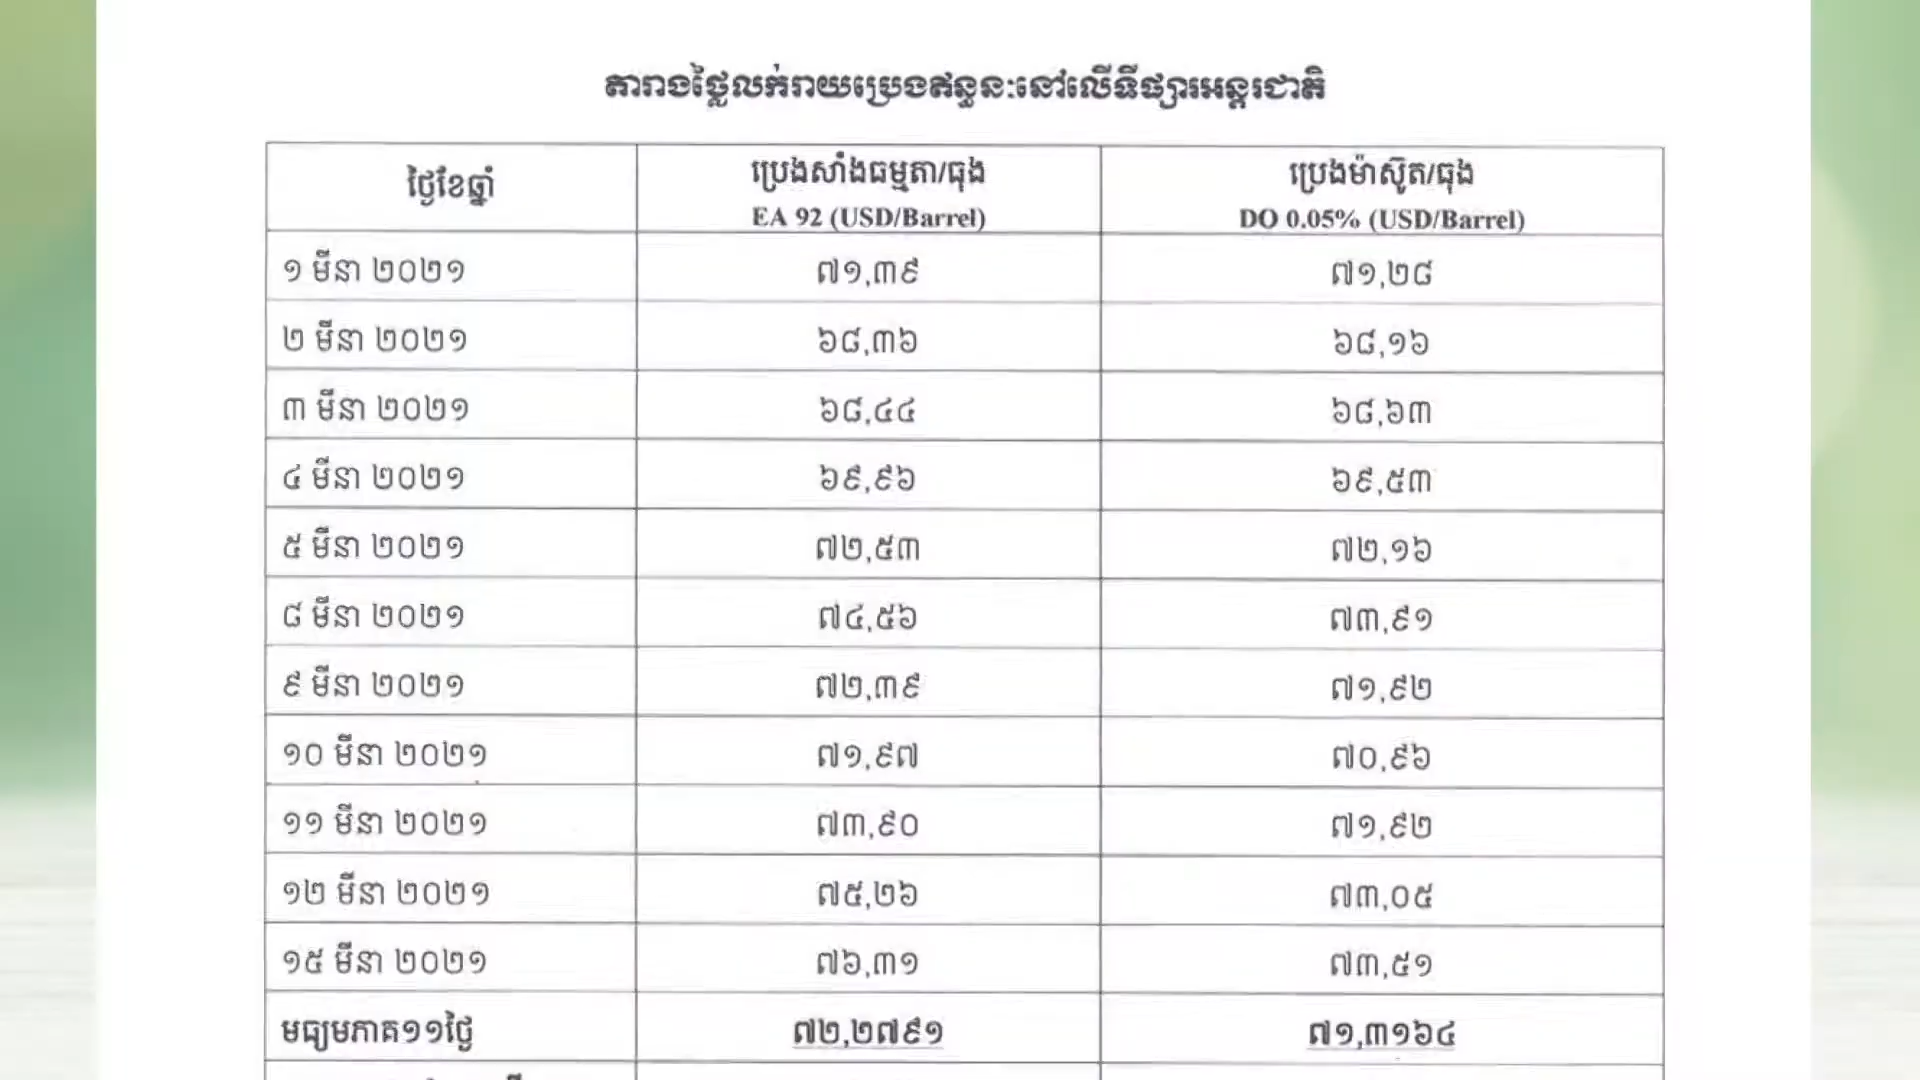 តារាងថ្លៃលក់រាយប្រេងឥន្ធនៈនៅលើទីផ្សារអន្តរជាតិ
ថ្ងៃខែឆ្នាំ ប្រេងសាំងធម្មតា/ធុង ប្រេងម៉ាស៊ូត/ធុង
EA 92 (USD/Barrel) DO 0.05% (USD/Barrel)
១ មីនា ២០២១ ៧១,៣៩ ៧១,២៨
២ មីនា ២០២១ ៦៨,៣៦ ៦៨,១៦
៣ មីនា ២០២១ ៦៨,៤៤ ៦៨,៦៣
៤ មីនា ២០២១ ៦៩,៩៦ ៦៩,៥៣
៥ មីនា ២០២១ ៧២,៥៣ ៧២,១៦
៨ មីនា ២០២១ ៧៤,៥៦ ៧៣,៩១
៩ មីនា ២០២១ ៧២,៣៩ ៧១,៩២
១០ មីនា ២០២១ ៧១,៩៧ ៧០,៩៦
១១ មីនា ២០២១ ៧៣,៩០ ៧១,៩២
១២ មីនា ២០២១ ៧៥,២៦ ៧៣,០៥
១៥ មីនា ២០២១ ៧៦,៣១ ៧៣,៥១
មធ្យមភាគ១១ថ្ងៃ ៧២,២៧៩១ ៧១,៣១៦៤